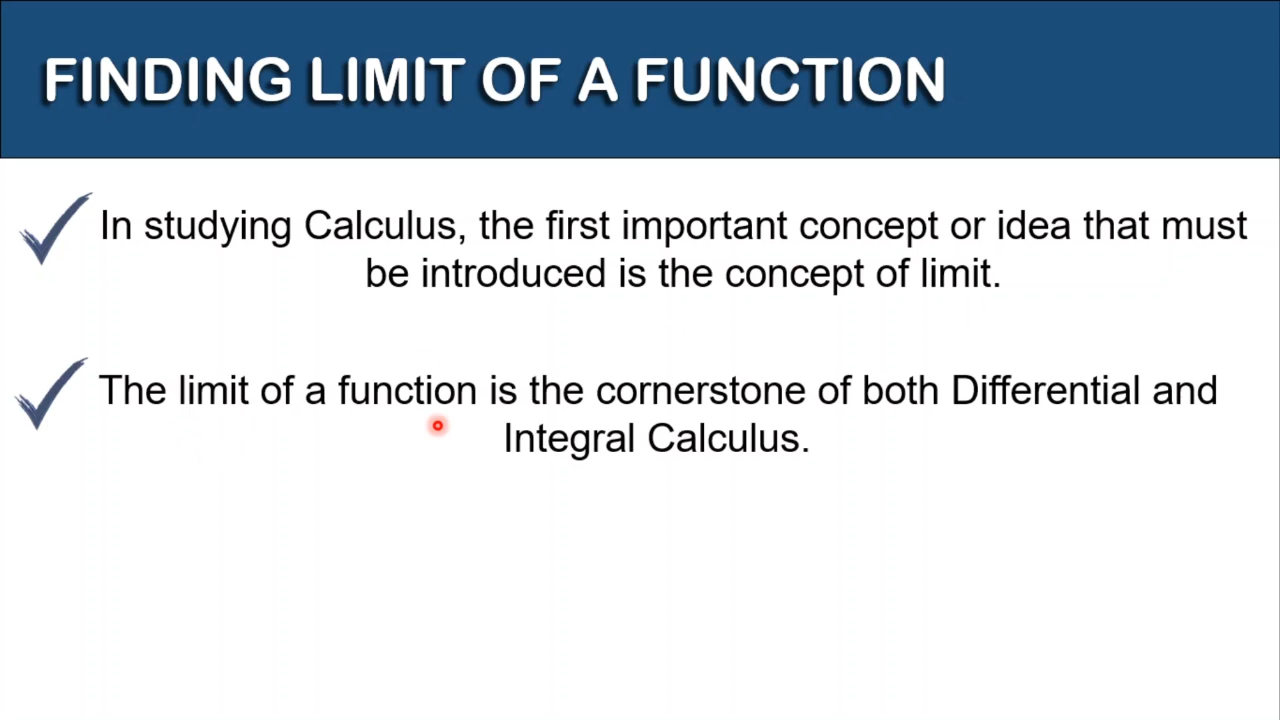 FINDING LIMIT OF A FUNCTION
In studying Calculus, the first important concept or idea that must
be introduced is the concept of limit.
The limit of a function is the cornerstone of both Differential and
Integral Calculus.